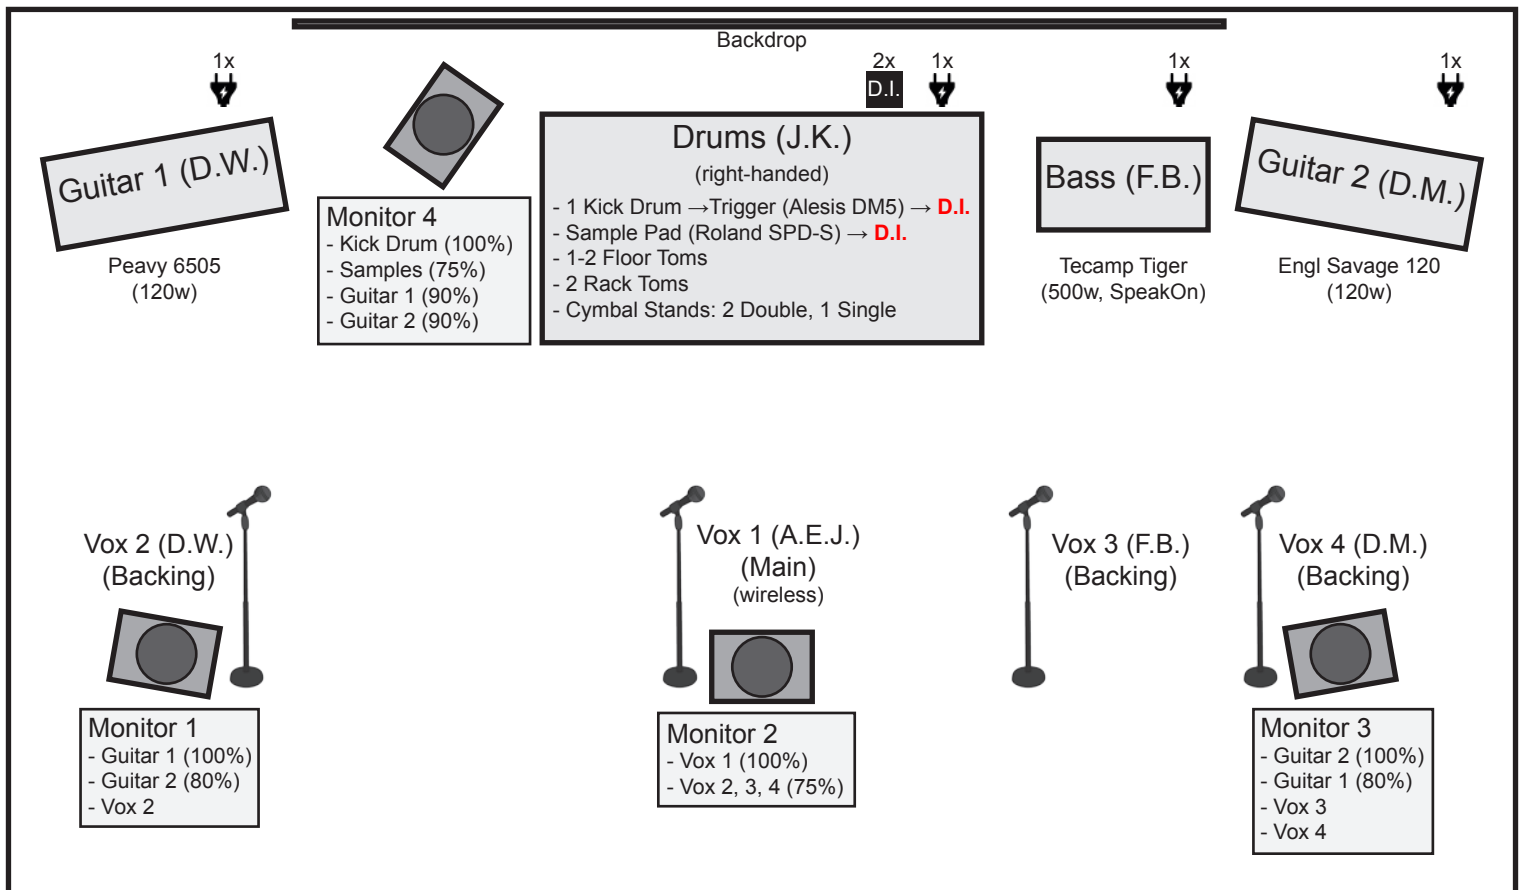 Backdrop
1x
2x
1x
1x
1x
D.I.
Guitar 1 (D.W.)
Peavy 6505
(120w)
Monitor 4
- Kick Drum (100%)
- Samples (75%)
- Guitar 1 (90%)
- Guitar 2 (90%)
Drums (J.K.)
(right-handed)
- 1 Kick Drum →Trigger (Alesis DM5) → D.I.
- Sample Pad (Roland SPD-S) → D.I.
- 1-2 Floor Toms
- 2 Rack Toms
- Cymbal Stands: 2 Double, 1 Single
Bass (F.B.)
Tecamp Tiger
(500w, SpeakOn)
Guitar 2 (D.M.)
Engl Savage 120
(120w)
Vox 2 (D.W.)
(Backing)
Vox 1 (A.E.J.)
(Main)
(wireless)
Vox 3 (F.B.)
(Backing)
Vox 4 (D.M.)
(Backing)
Monitor 1
- Guitar 1 (100%)
- Guitar 2 (80%)
- Vox 2
Monitor 2
- Vox 1 (100%)
- Vox 2, 3, 4 (75%)
Monitor 3
- Guitar 2 (100%)
- Guitar 1 (80%)
- Vox 3
- Vox 4